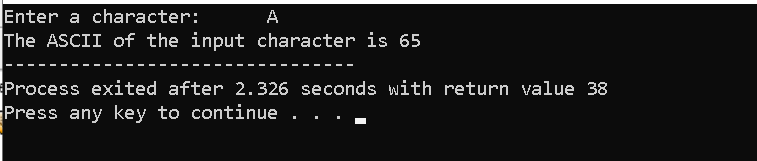 Enter a character:      A
The ASCII of the input character is 65
--------------------------------
Process exited after 2.326 seconds with return value 38
Press any key to continue . . .